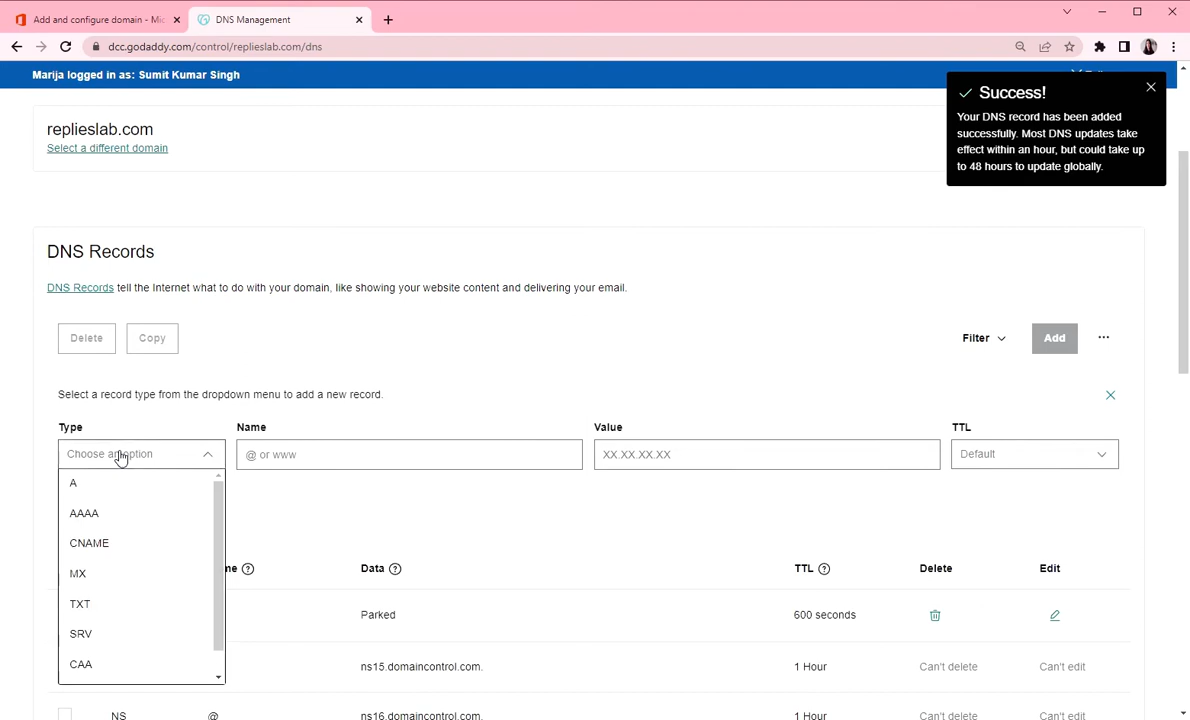 Add and configure domain - Mic
DNS Management
dcc.godaddy.com/control/replieslab.com/dns
Marija logged in as: Sumit Kumar Singh
Success!
Your DNS record has been added
successfully. Most DNS updates take
effect within an hour, but could take up
to 48 hours to update globally.
replieslab.com
Select a different domain
DNS Records
DNS Records tell the Internet what to do with your domain, like showing your website content and delivering your email.
Delete
Copy
Filter
Add
Select a record type from the dropdown menu to add a new record.
Type
Name
Value
TTL
Choose an option
@ or www
XX.XX.XX.XX
Default
A
AAAA
CNAME
MX
TXT
SRV
CAA
me
Data
TTL
Delete
Edit
Parked
600 seconds
ns15.domaincontrol.com.
1 Hour
Can't delete
Can't edit
NS
@
ns16.domaincontrol.com.
1 Hour
Can't delete
Can't edit